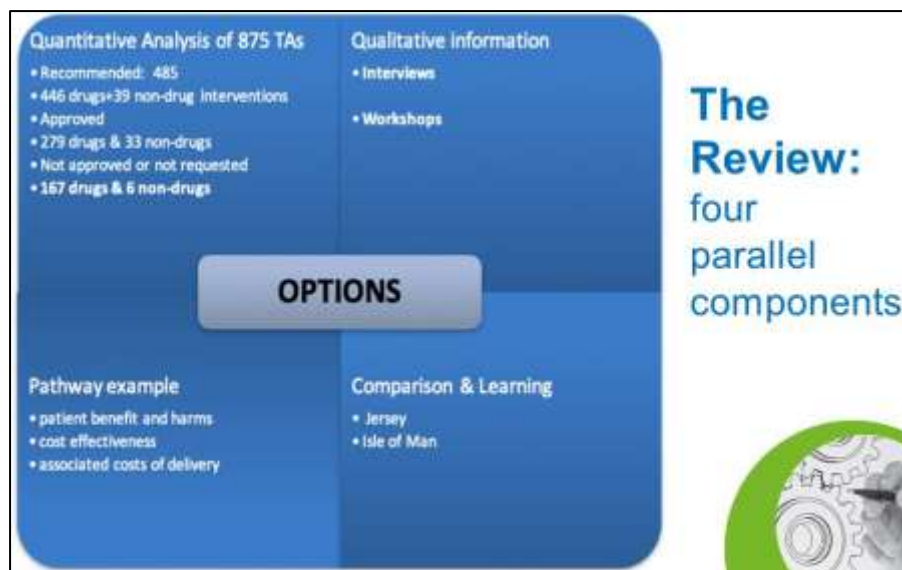 Quantitative Analysis of 875 TAs
• Recommended: 485
• 446 drugs+39 non-drug interventions
• Approved
• 279 drugs & 33 non-drugs
• Not approved or not requested
• 167 drugs & 6 non-drugs
Qualitative information
• Interviews
• Workshops
OPTIONS
Pathway example
• patient benefit and harms
• cost effectiveness
• associated costs of delivery
Comparison & Learning
• Jersey
• Isle of Man
The
Review:
four
parallel
components